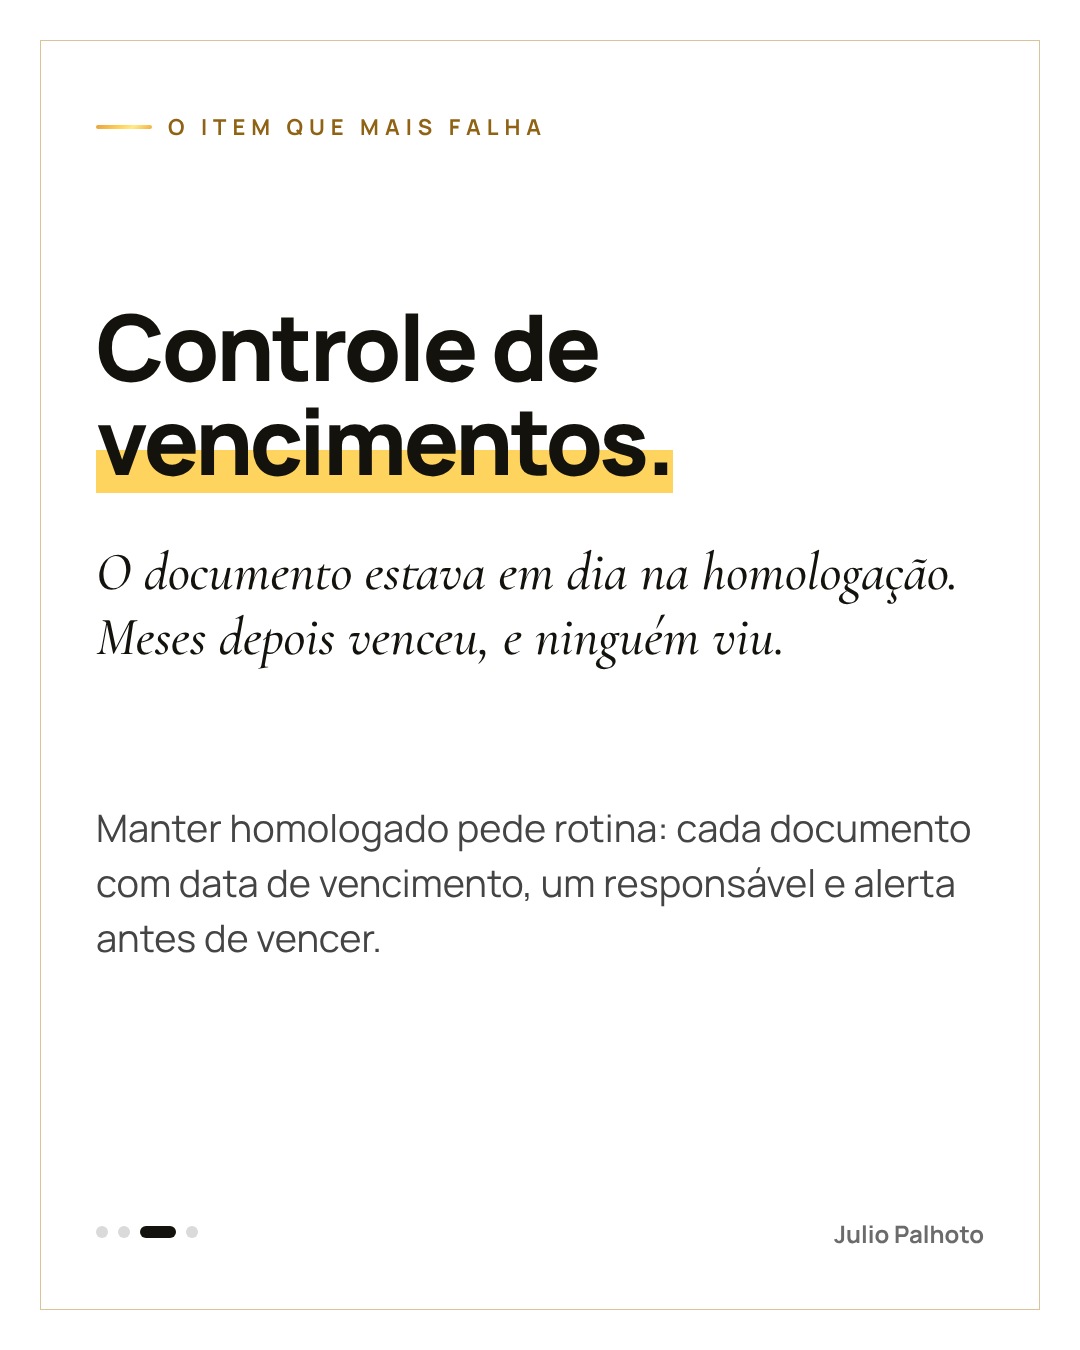 O ITEM QUE MAIS FALHA
Controle de
vencimentos.
O documento estava em dia na homologação.
Meses depois venceu, e ninguém viu.
Manter homologado pede rotina: cada documento
com data de vencimento, um responsável e alerta
antes de vencer.
Julio Palhoto